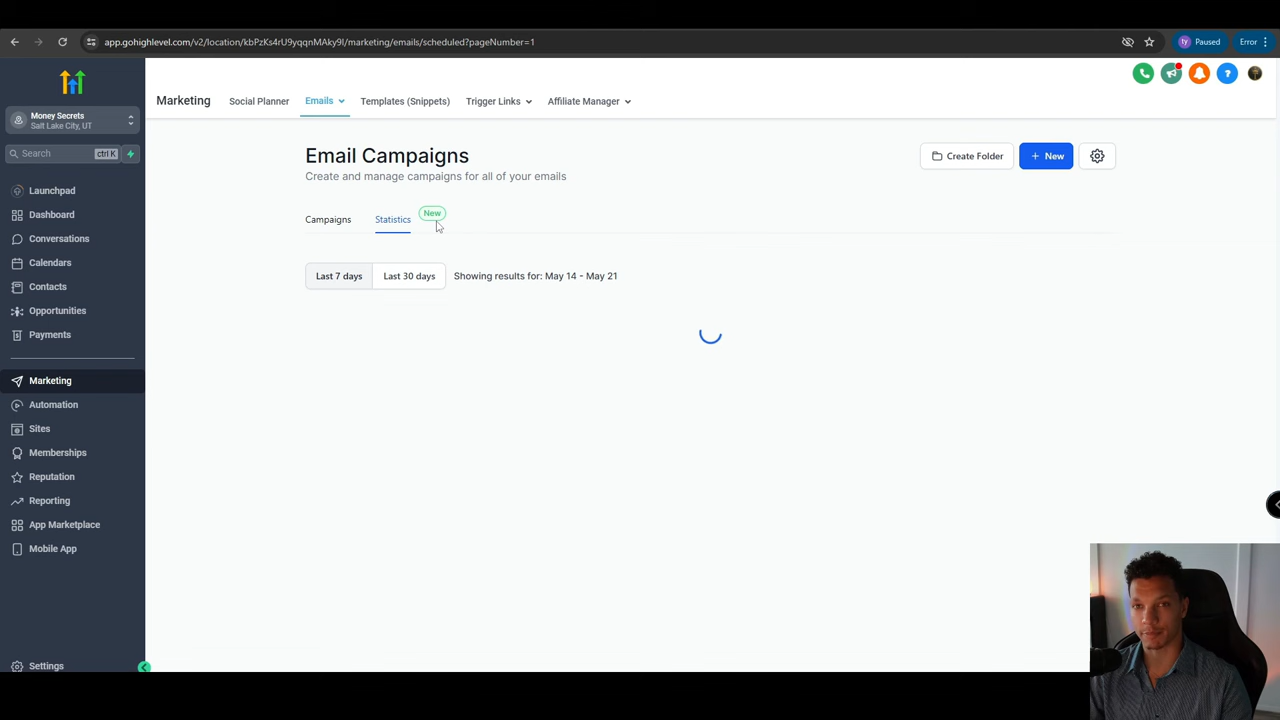 app.gohighlevel.com/v2/location/kbPzKs4rU9yqqnMAky9l/marketing/emails/scheduled?pageNumber=1
ty
Paused
Error
Money Secrets
Salt Lake City, UT
Search
ctrl K
Launchpad
Dashboard
Conversations
Calendars
Contacts
Opportunities
Payments
Marketing
Automation
Sites
Memberships
Reputation
Reporting
App Marketplace
Mobile App
Settings
Marketing
Social Planner
Emails
Templates (Snippets)
Trigger Links
Affiliate Manager
Email Campaigns
Create and manage campaigns for all of your emails
Create Folder
+ New
Campaigns
Statistics
New
Last 7 days
Last 30 days
Showing results for: May 14 - May 21